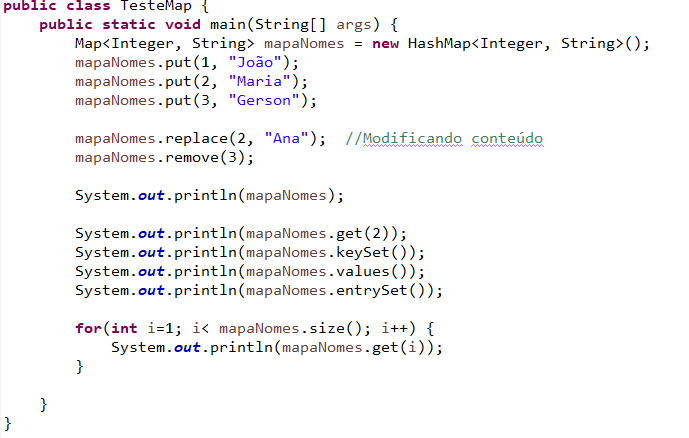 public class TesteMap {
    public static void main(String[] args) {
        Map<Integer, String> mapaNomes = new HashMap<Integer, String>();
        mapaNomes.put(1, "João");
        mapaNomes.put(2, "Maria");
        mapaNomes.put(3, "Gerson");

        mapaNomes.replace(2, "Ana");  //Modificando conteúdo
        mapaNomes.remove(3);

        System.out.println(mapaNomes);

        System.out.println(mapaNomes.get(2));
        System.out.println(mapaNomes.keySet());
        System.out.println(mapaNomes.values());
        System.out.println(mapaNomes.entrySet());

        for(int i=1; i< mapaNomes.size(); i++) {
            System.out.println(mapaNomes.get(i));
        }

    }
}